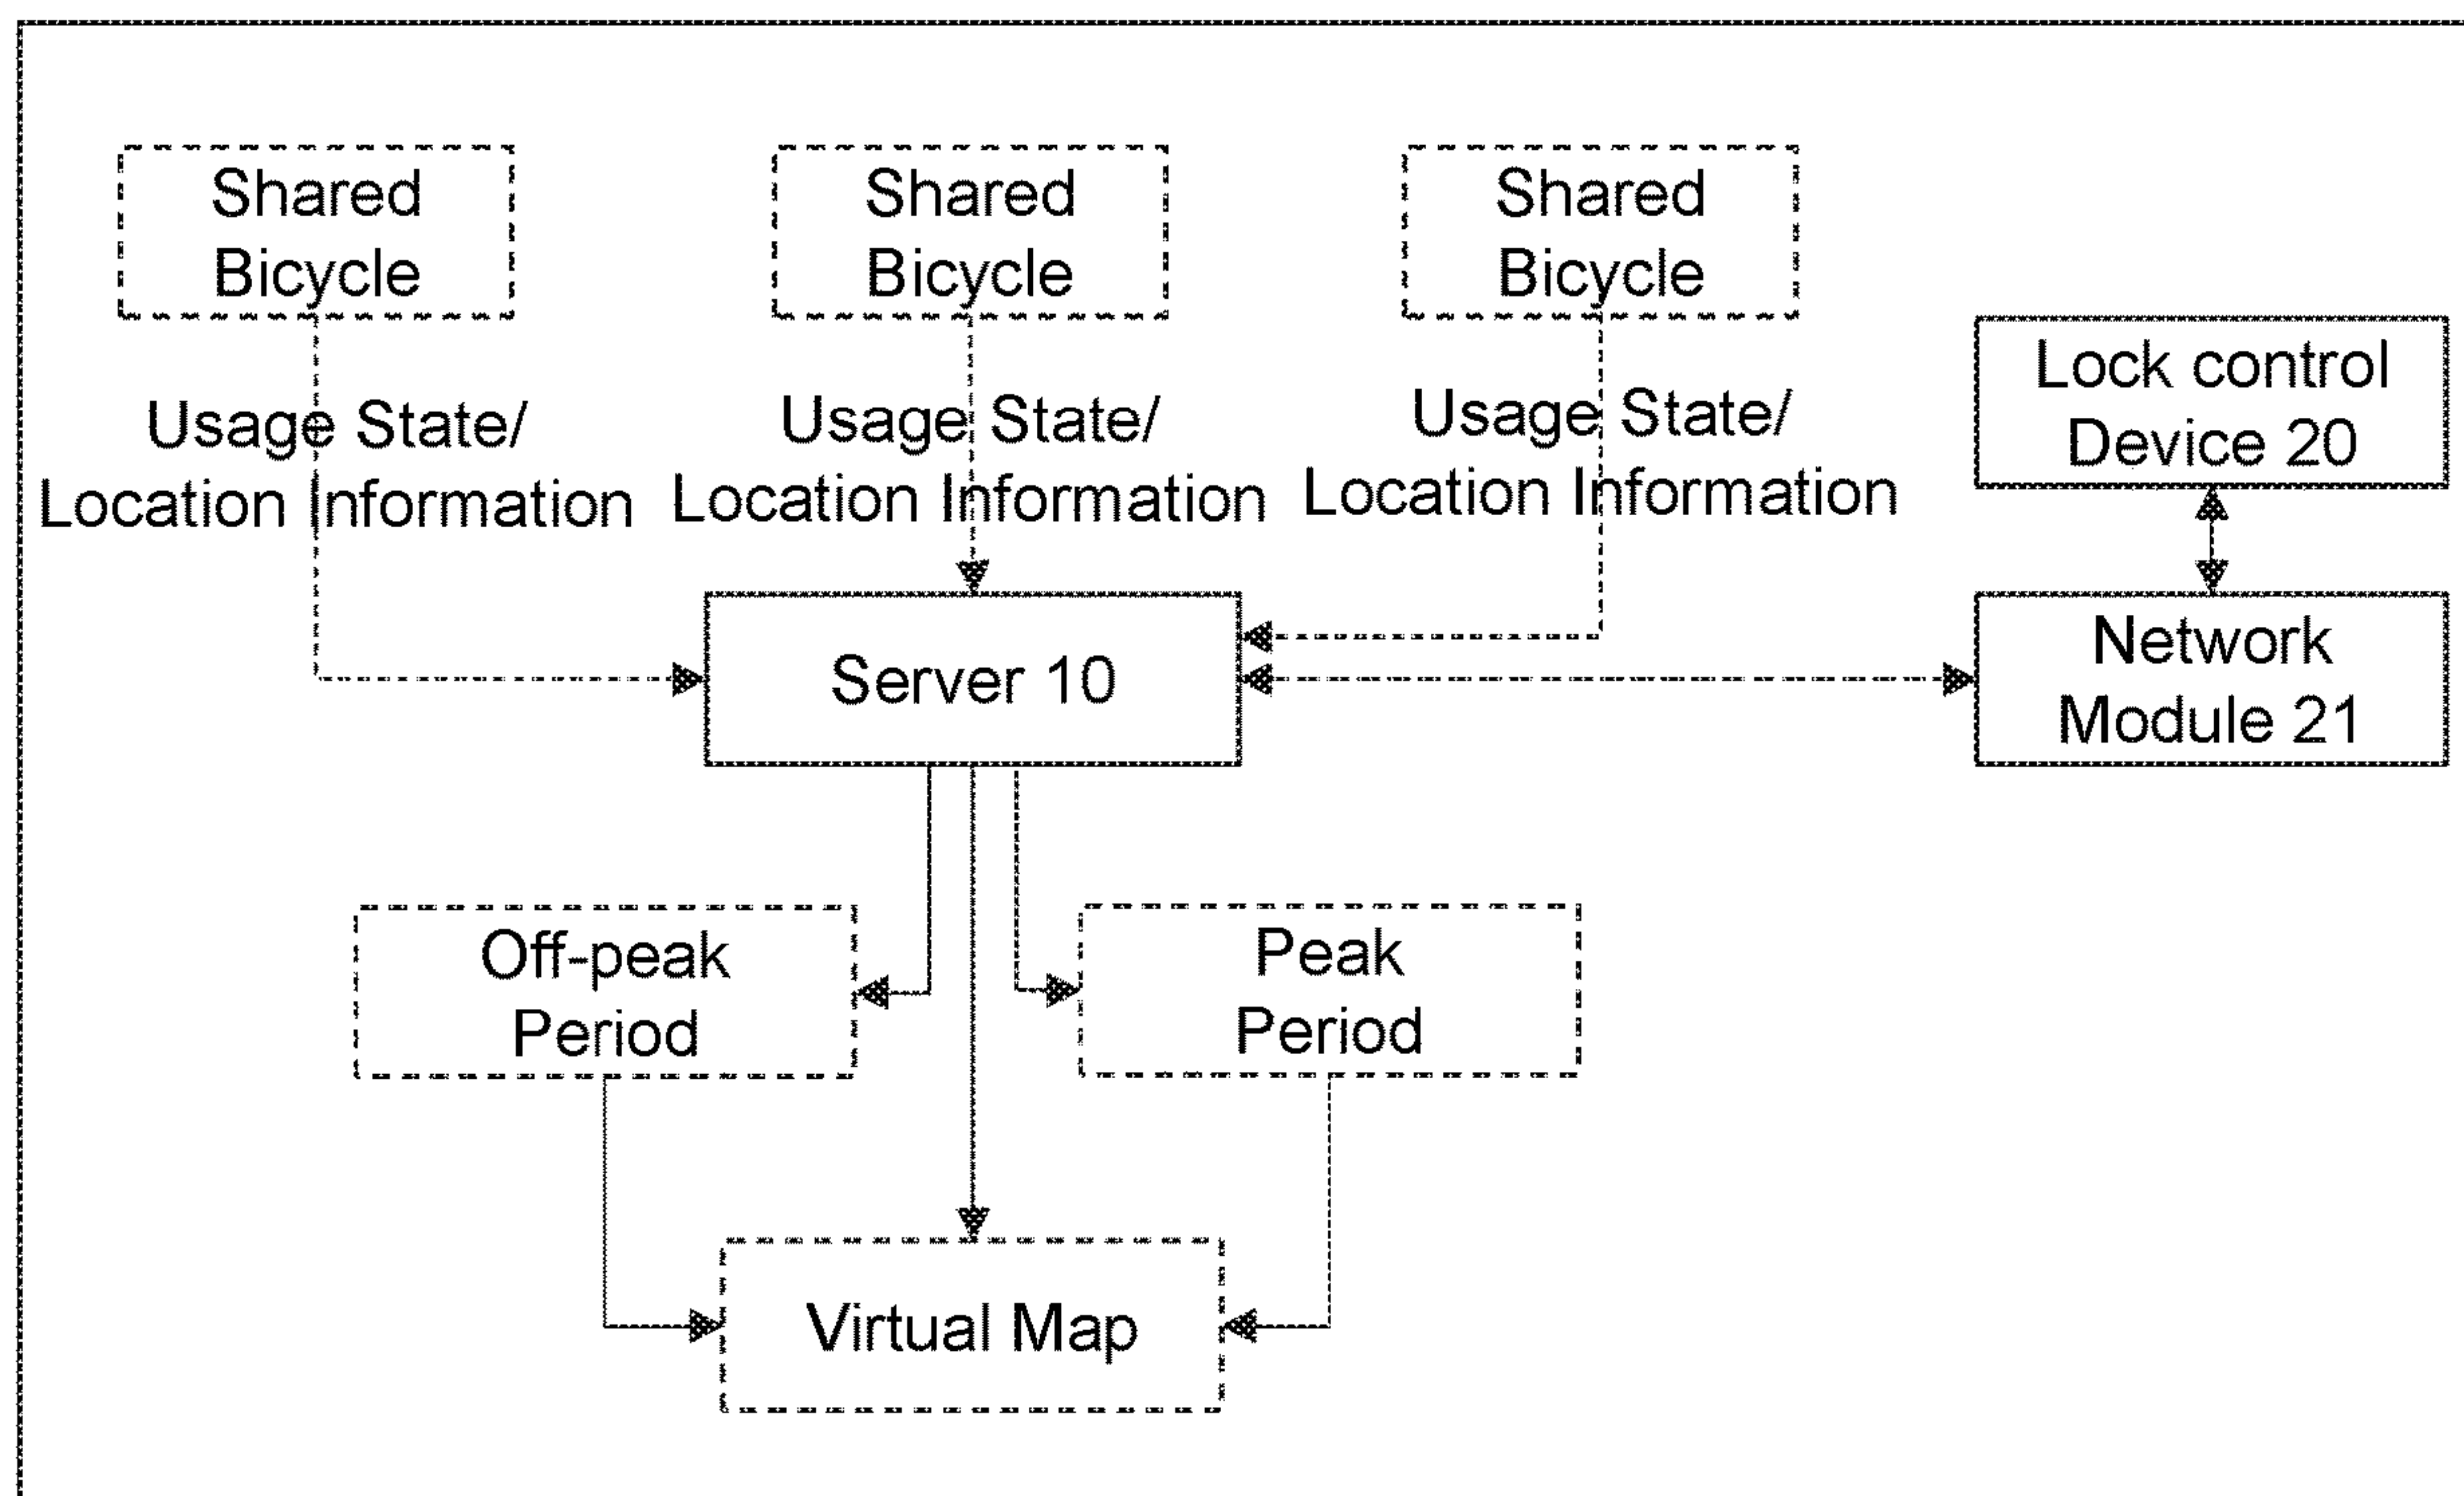 Shared
Bicycle
Shared
Bicycle
Shared
Bicycle
Usage State/
Location Information
Usage State/
Location Information
Usage State/
Location Information
Lock control
Device 20
Server 10
Network
Module 21
Off-peak
Period
Peak
Period
Virtual Map